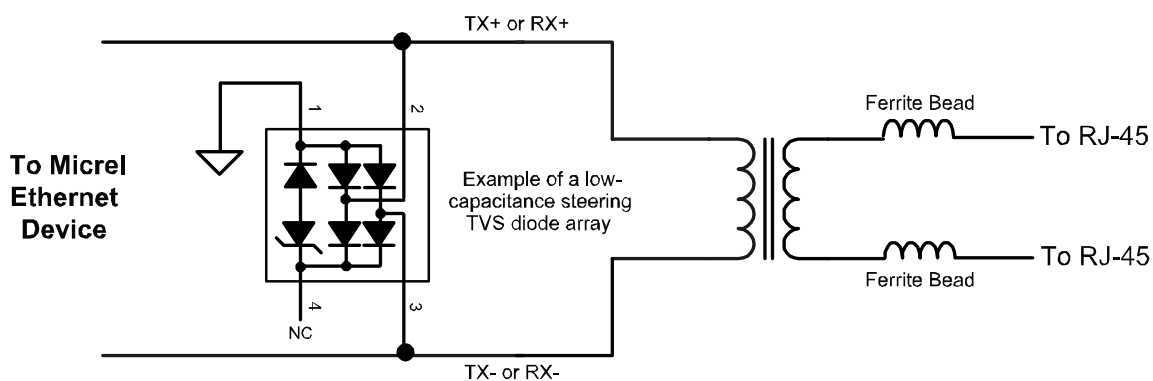 TX+ or RX+
1
2
Ferrite Bead
To RJ-45
To Micrel
Ethernet
Device
Example of a low-
capacitance steering
TVS diode array
To RJ-45
Ferrite Bead
4
3
NC
TX- or RX-